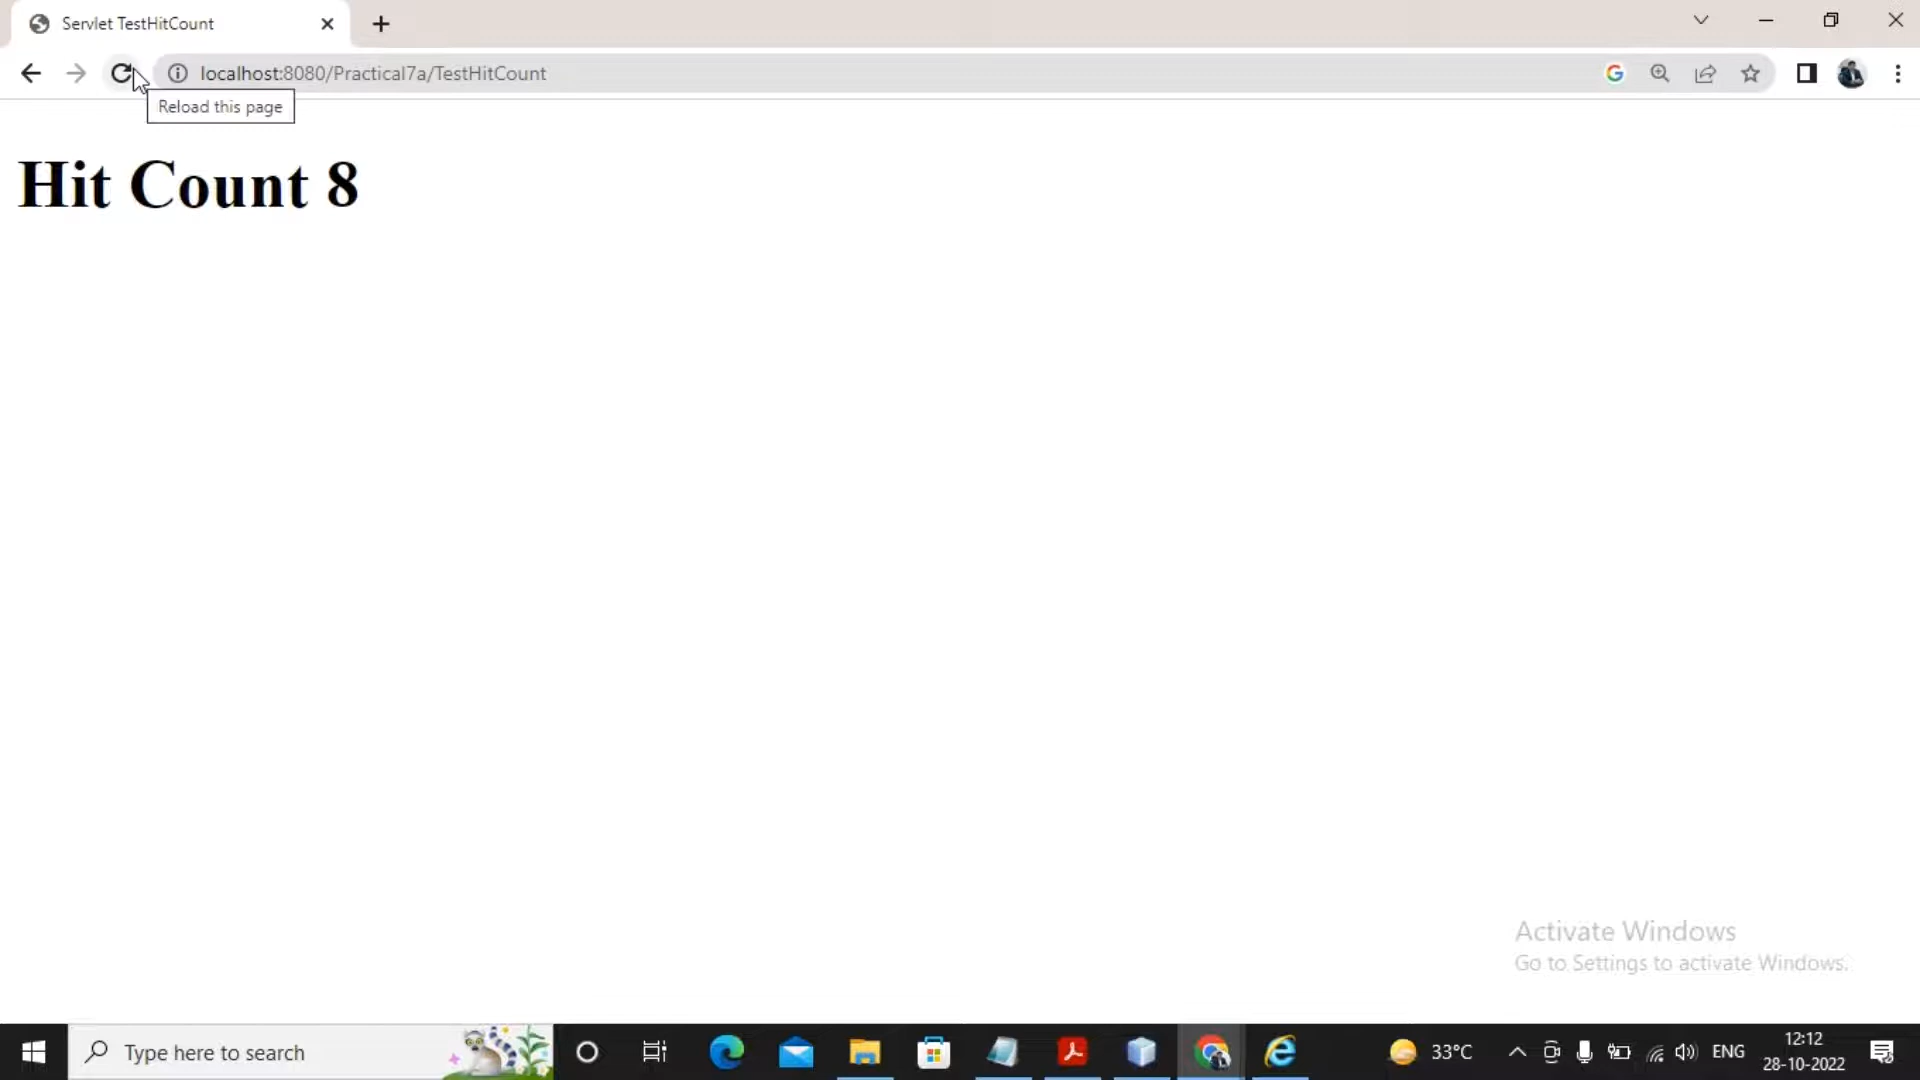 Servlet TestHitCount
localhost:8080/Practical7a/TestHitCount
Reload this page
Hit Count 8
Activate Windows
Go to Settings to activate Windows.
Type here to search
33°C
ENG
12:12
28-10-2022